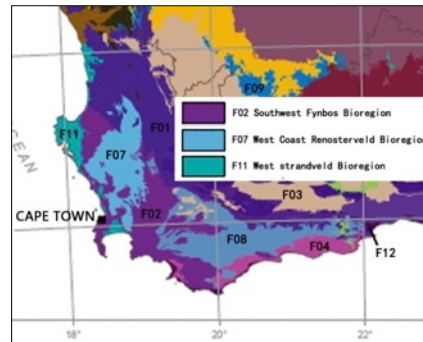 F09
F02 Southwest Fynbos Bioregion
F07 West Coast Renosterveld Bioregion
F11 West strandveld Bioregion
F11
F01
F07
OCEAN
F03
CAPE TOWN
F02
F08
F04
F12
18°
20°
22